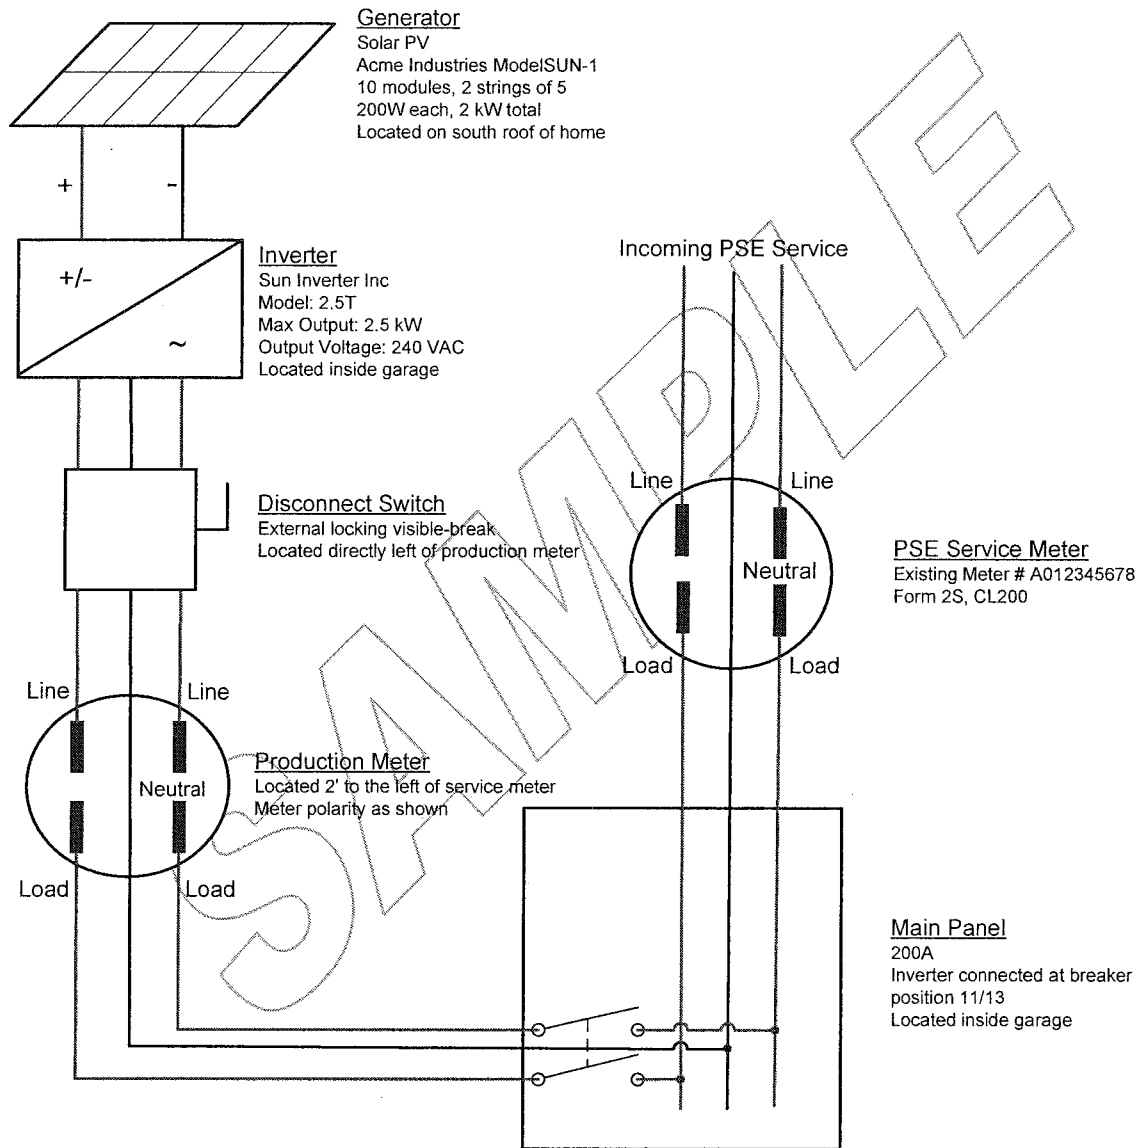 Generator
Solar PV
Acme Industries ModelSUN-1
10 modules, 2 strings of 5
200W each, 2 kW total
Located on south roof of home
+
-
Incoming PSE Service
+/-
~
Inverter
Sun Inverter Inc
Model: 2.5T
Max Output: 2.5 kW
Output Voltage: 240 VAC
Located inside garage
Disconnect Switch
External locking visible-break
Located directly left of production meter
Line
Line
Neutral
Load
Load
PSE Service Meter
Existing Meter # A012345678
Form 2S, CL200
Line
Line
Neutral
Load
Load
Production Meter
Located 2' to the left of service meter
Meter polarity as shown
Main Panel
200A
Inverter connected at breaker
position 11/13
Located inside garage
SAMPLE